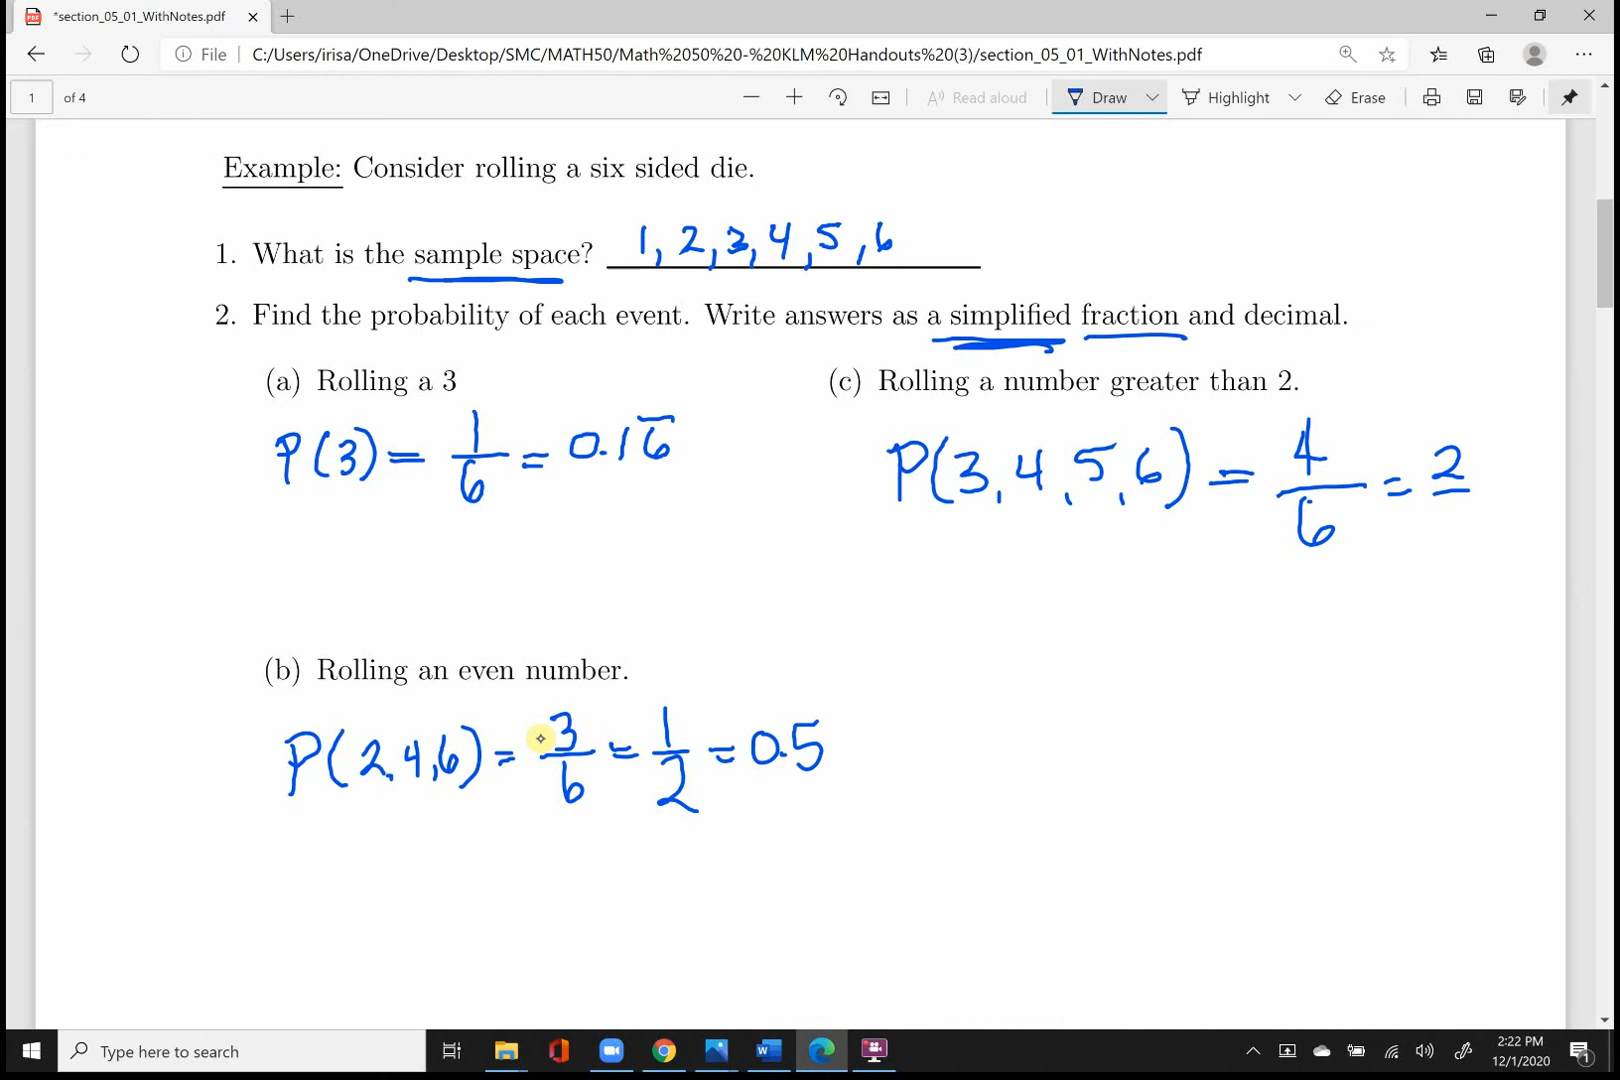 *section_05_01_WithNotes.pdf
File C:/Users/irisa/OneDrive/Desktop/SMC/MATH50/Math%2050%20-%20KLM%20Handouts%20(3)/section_05_01_WithNotes.pdf
1 of 4 Read aloud Draw Highlight Erase
Example: Consider rolling a six sided die.
1. What is the sample space? 1, 2, 3, 4, 5, 6
2. Find the probability of each event. Write answers as a simplified fraction and decimal.
(a) Rolling a 3
P(3) = 1/6 = 0.16̅
(c) Rolling a number greater than 2.
P(3, 4, 5, 6) = 4/6 = 2
(b) Rolling an even number.
P(2, 4, 6) = 3/6 = 1/2 = 0.5
Type here to search
2:22 PM
12/1/2020
1